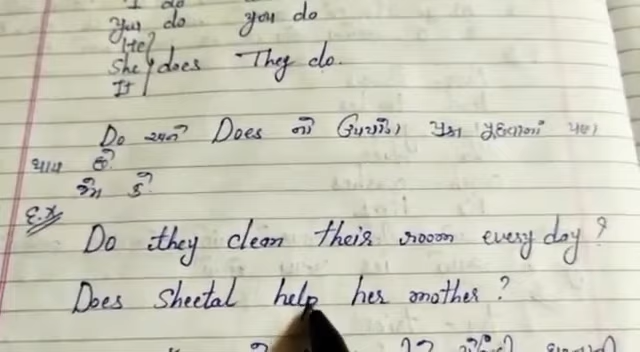 I do
You do you do
He
She does They do.
It
Do અને Does નો ઉપયોગ પ્રશ્ન પુછવામાં પણ
થાય છે.
જેમ કે
E.x
Do they clean their room every day?
Does Sheetal help her mother?